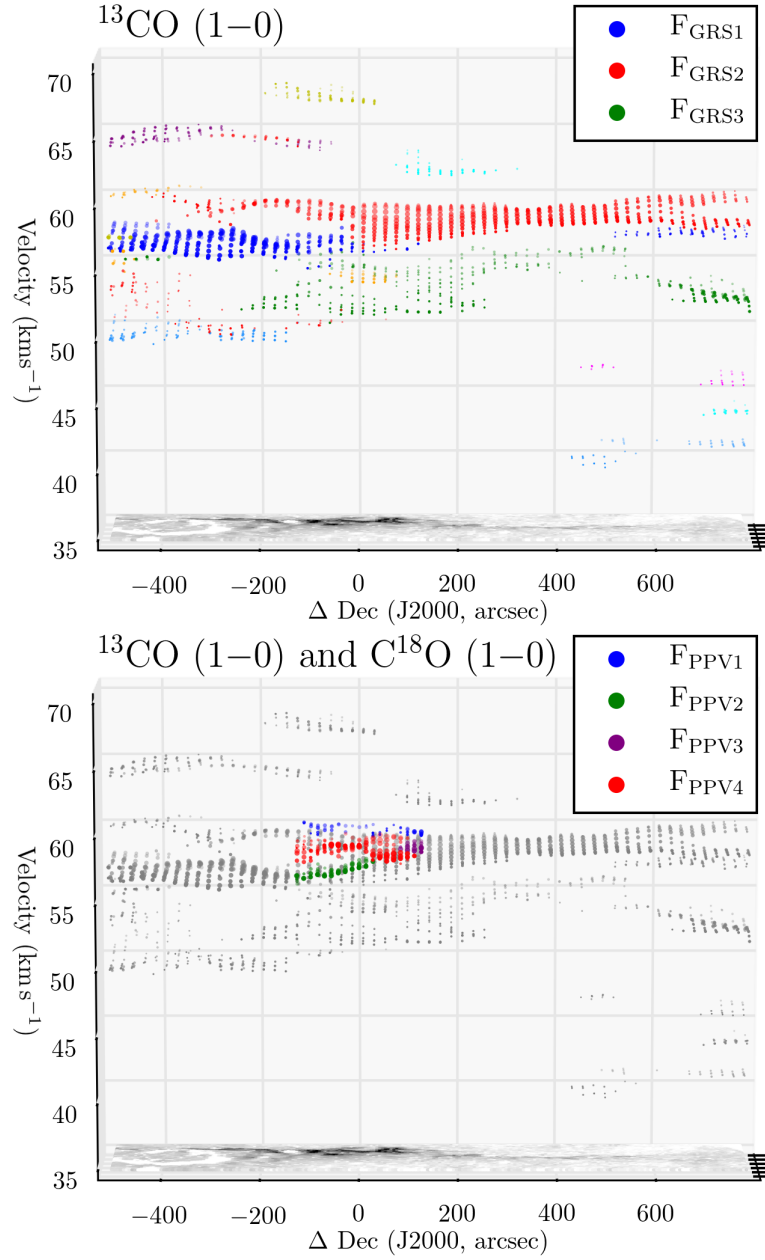 ¹³CO (1−0)
F_GRS1
F_GRS2
F_GRS3
70
65
60
55
50
45
40
35
Velocity (kms⁻¹)
−400 −200 0 200 400 600
Δ Dec (J2000, arcsec)
¹³CO (1−0) and C¹⁸O (1−0)
F_PPV1
F_PPV2
F_PPV3
F_PPV4
70
65
60
55
50
45
40
35
Velocity (km s⁻¹)
−400 −200 0 200 400 600
Δ Dec (J2000, arcsec)